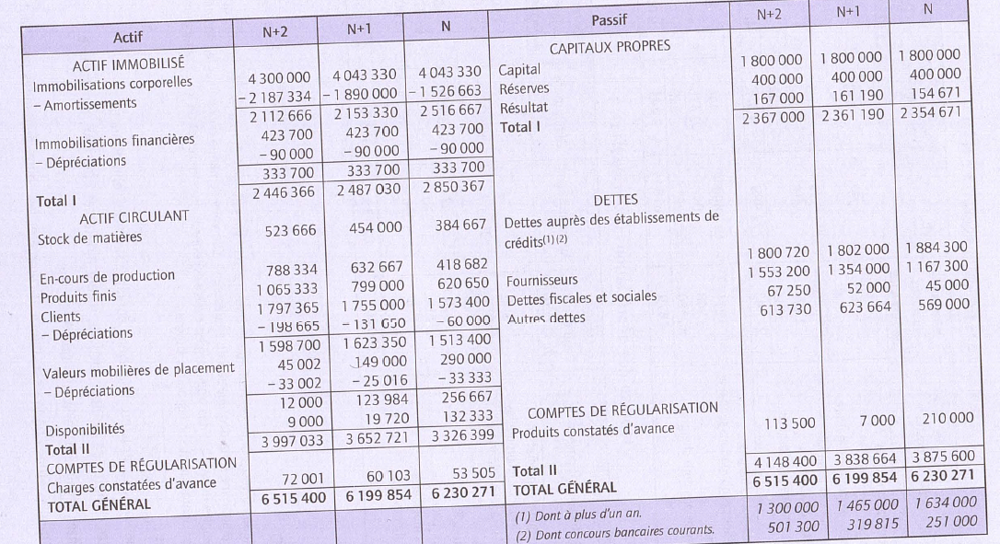 Actif N+2 N+1 N
ACTIF IMMOBILISÉ
Immobilisations corporelles 4 300 000 4 043 330 4 043 330
– Amortissements – 2 187 334 – 1 890 000 – 1 526 663
2 112 666 2 153 330 2 516 667
Immobilisations financières 423 700 423 700 423 700
– Dépréciations – 90 000 – 90 000 – 90 000
333 700 333 700 333 700
Total I 2 446 366 2 487 030 2 850 367
ACTIF CIRCULANT
Stock de matières 523 666 454 000 384 667
En-cours de production 788 334 632 667 418 682
Produits finis 1 065 333 799 000 620 650
Clients 1 797 365 1 755 000 1 573 400
– Dépréciations – 198 665 – 131 650 – 60 000
1 598 700 1 623 350 1 513 400
Valeurs mobilières de placement 45 002 149 000 290 000
– Dépréciations – 33 002 – 25 016 – 33 333
12 000 123 984 256 667
Disponibilités 9 000 19 720 132 333
Total II 3 997 033 3 652 721 3 326 399
COMPTES DE RÉGULARISATION
Charges constatées d'avance 72 001 60 103 53 505
TOTAL GÉNÉRAL 6 515 400 6 199 854 6 230 271
Passif N+2 N+1 N
CAPITAUX PROPRES
Capital 1 800 000 1 800 000 1 800 000
Réserves 400 000 400 000 400 000
Résultat 167 000 161 190 154 671
Total I 2 367 000 2 361 190 2 354 671
DETTES
Dettes auprès des établissements de
crédits(1) (2) 1 800 720 1 802 000 1 884 300
Fournisseurs 1 553 200 1 354 000 1 167 300
Dettes fiscales et sociales 67 250 52 000 45 000
Autres dettes 613 730 623 664 569 000
COMPTES DE RÉGULARISATION
Produits constatés d'avance 113 500 7 000 210 000
Total II 4 148 400 3 838 664 3 875 600
TOTAL GÉNÉRAL 6 515 400 6 199 854 6 230 271
(1) Dont à plus d'un an. 1 300 000 1 465 000 1 634 000
(2) Dont concours bancaires courants. 501 300 319 815 251 000